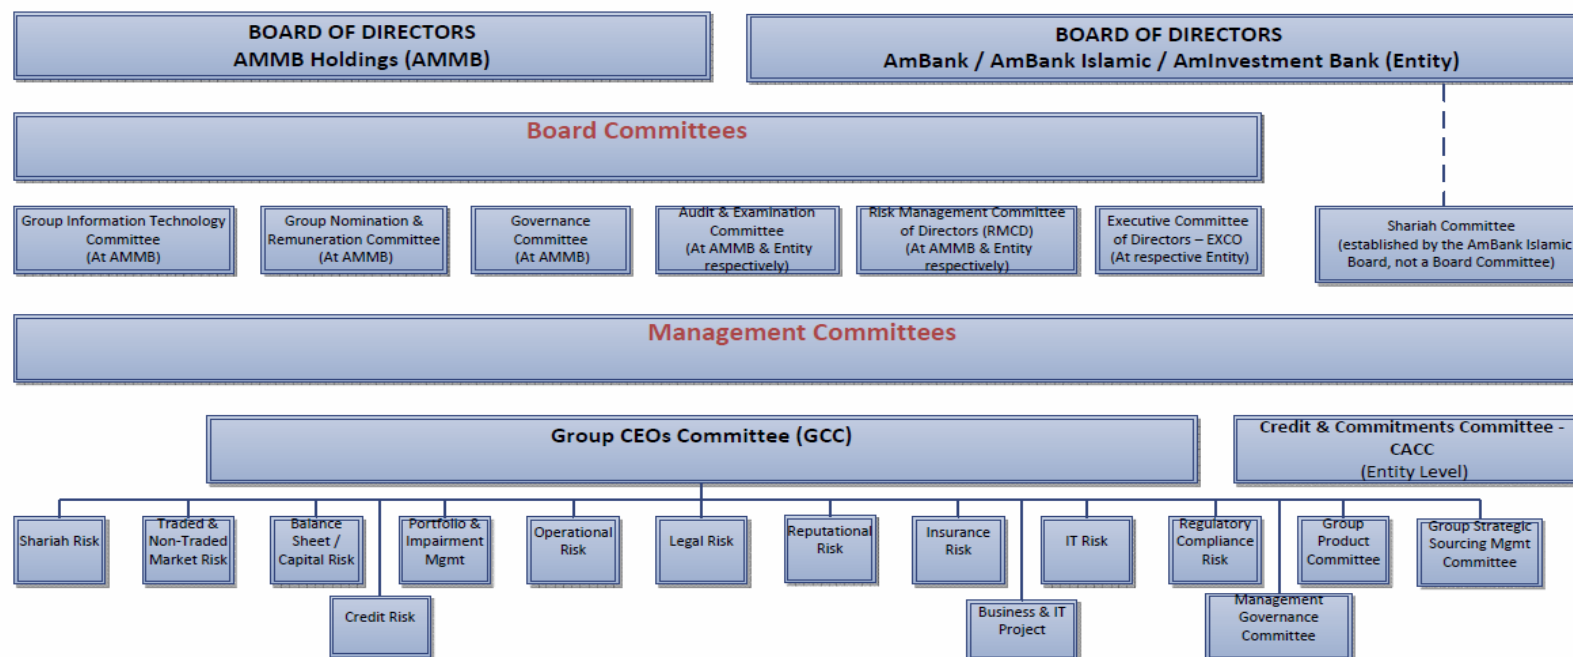 BOARD OF DIRECTORS
AMMB Holdings (AMMB)
BOARD OF DIRECTORS
AmBank / AmBank Islamic / AmInvestment Bank (Entity)
Board Committees
Group Information Technology
Committee
(At AMMB)
Group Nomination &
Remuneration Committee
(At AMMB)
Governance
Committee
(At AMMB)
Audit & Examination
Committee
(At AMMB & Entity
respectively)
Risk Management Committee
of Directors (RMCD)
(At AMMB & Entity
respectively)
Executive Committee
of Directors – EXCO
(At respective Entity)
Shariah Committee
(established by the AmBank Islamic
Board, not a Board Committee)
Management Committees
Group CEOs Committee (GCC)
Credit & Commitments Committee -
CACC
(Entity Level)
Shariah Risk
Traded &
Non-Traded
Market Risk
Balance
Sheet /
Capital Risk
Portfolio &
Impairment
Mgmt
Operational
Risk
Legal Risk
Reputational
Risk
Insurance
Risk
IT Risk
Regulatory
Compliance
Risk
Group
Product
Committee
Group Strategic
Sourcing Mgmt
Committee
Credit Risk
Business & IT
Project
Management
Governance
Committee